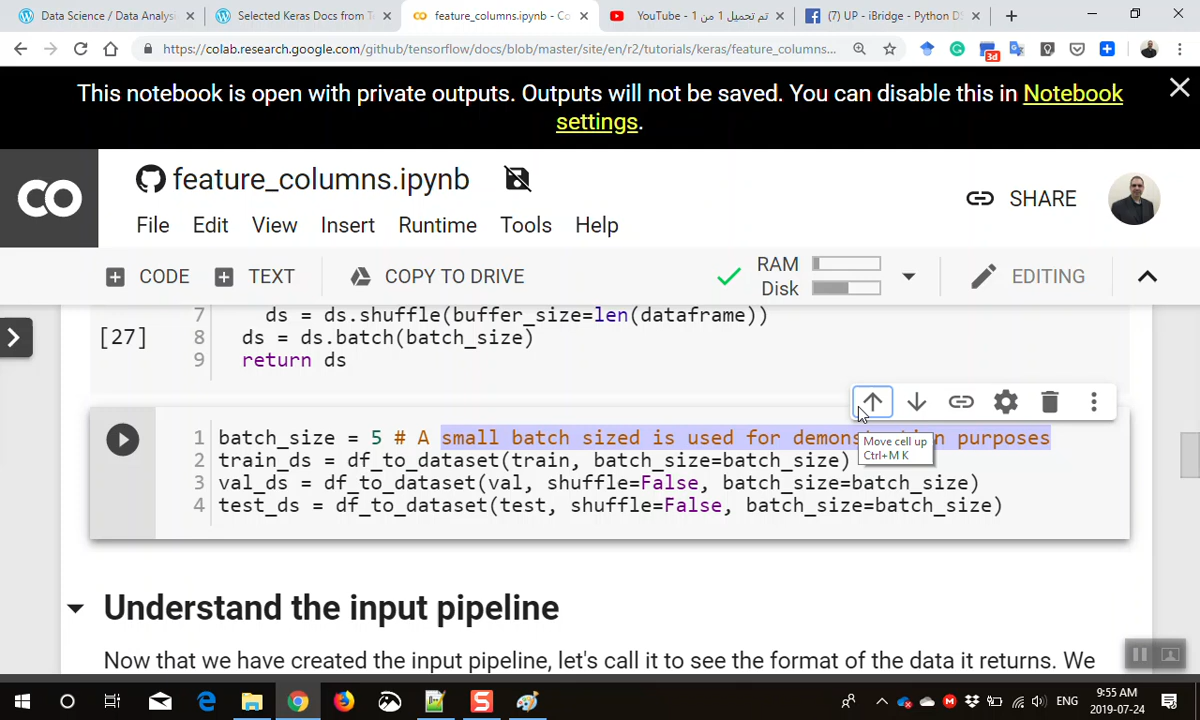 Data Science / Data Analys
Selected Keras Docs from T
feature_columns.ipynb - Co
YouTube - تم تحميل 1 من 1
(7) UP - iBridge - Python D
https://colab.research.google.com/github/tensorflow/docs/blob/master/site/en/r2/tutorials/keras/feature_columns...
3d
This notebook is open with private outputs. Outputs will not be saved. You can disable this in Notebook
settings.
CO
feature_columns.ipynb
SHARE
File Edit View Insert Runtime Tools Help
CODE TEXT COPY TO DRIVE RAM Disk EDITING
7 ds = ds.shuffle(buffer_size=len(dataframe))
[27] 8 ds = ds.batch(batch_size)
9 return ds
1 batch_size = 5 # A small batch sized is used for demonstration purposes
Move cell up
Ctrl+M K
2 train_ds = df_to_dataset(train, batch_size=batch_size)
3 val_ds = df_to_dataset(val, shuffle=False, batch_size=batch_size)
4 test_ds = df_to_dataset(test, shuffle=False, batch_size=batch_size)
Understand the input pipeline
Now that we have created the input pipeline, let's call it to see the format of the data it returns. We
ENG
9:55 AM
2019-07-24